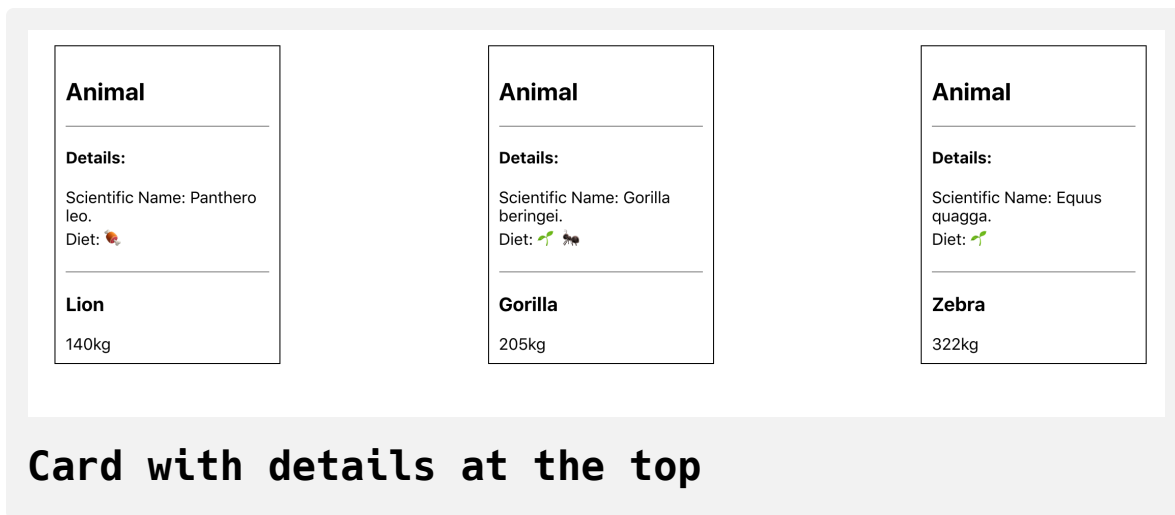 Animal
Details:
Scientific Name: Panthero
leo.
Diet: 🍖
Lion
140kg
Animal
Details:
Scientific Name: Gorilla
beringei.
Diet: 🌱 🐜
Gorilla
205kg
Animal
Details:
Scientific Name: Equus
quagga.
Diet: 🌱
Zebra
322kg
Card with details at the top